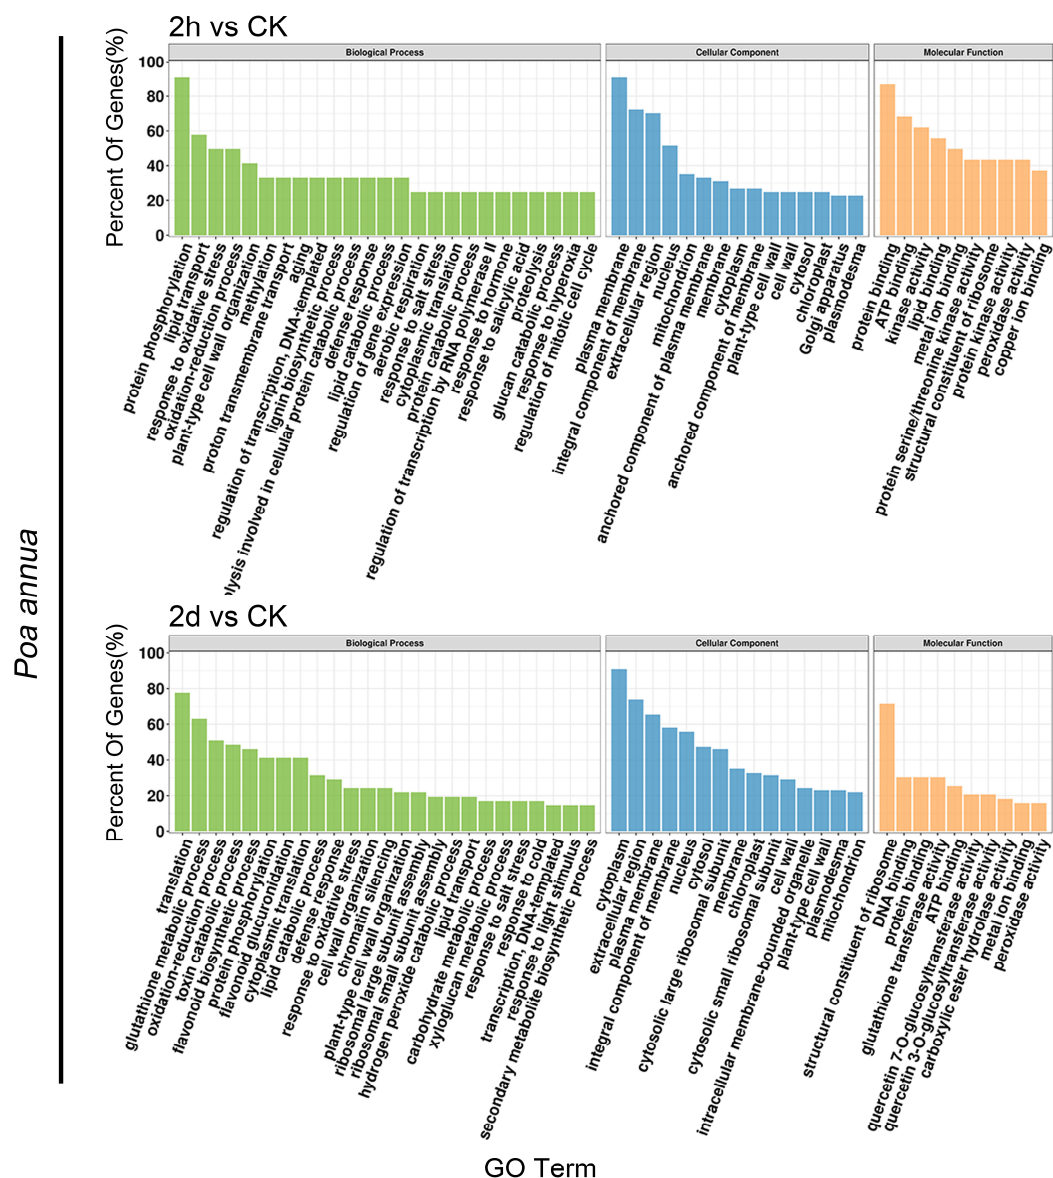 2h vs CK
Biological Process
Cellular Component
Molecular Function
Percent Of Genes(%)
100
80
60
40
20
0
protein phosphorylation
lipid transport
response to oxidative stress
oxidation-reduction process
plant-type cell wall organization
methylation
proton transmembrane transport
aging
regulation of transcription, DNA-templated
lignin biosynthetic process
lysis involved in cellular protein catabolic process
defense response
lipid catabolic process
regulation of gene expression
aerobic respiration
response to salt stress
cytoplasmic translation
protein catabolic process
regulation of transcription by RNA polymerase II
response to hormone
response to salicylic acid
proteolysis
glucan catabolic process
response to hyperoxia
regulation of mitotic cell cycle
plasma membrane
integral component of membrane
extracellular region
nucleus
mitochondrion
anchored component of plasma membrane
membrane
cytoplasm
anchored component of membrane
plant-type cell wall
cell wall
cytosol
chloroplast
Golgi apparatus
plasmodesma
protein binding
ATP binding
kinase activity
lipid binding
metal ion binding
protein serine/threonine kinase activity
structural constituent of ribosome
protein kinase activity
peroxidase activity
copper ion binding
Poa annua
2d vs CK
Biological Process
Cellular Component
Molecular Function
Percent Of Genes(%)
100
80
60
40
20
0
translation
glutathione metabolic process
oxidation-reduction process
toxin catabolic process
flavonoid biosynthetic process
protein phosphorylation
flavonoid glucuronidation
cytoplasmic translation
lipid catabolic process
defense response
response to oxidative stress
cell wall organization
chromatin silencing
plant-type cell wall organization
ribosomal large subunit assembly
ribosomal small subunit assembly
hydrogen peroxide catabolic process
lipid transport
carbohydrate metabolic process
xyloglucan metabolic process
response to salt stress
response to cold
transcription, DNA-templated
response to light stimulus
secondary metabolite biosynthetic process
cytoplasm
extracellular region
plasma membrane
integral component of membrane
nucleus
cytosol
cytosolic large ribosomal subunit
membrane
chloroplast
cytosolic small ribosomal subunit
cell wall
intracellular membrane-bounded organelle
plant-type cell wall
plasmodesma
mitochondrion
structural constituent of ribosome
DNA binding
protein binding
glutathione transferase activity
ATP binding
quercetin 7-O-glucosyltransferase activity
quercetin 3-O-glucosyltransferase activity
carboxylic ester hydrolase activity
metal ion binding
peroxidase activity
GO Term